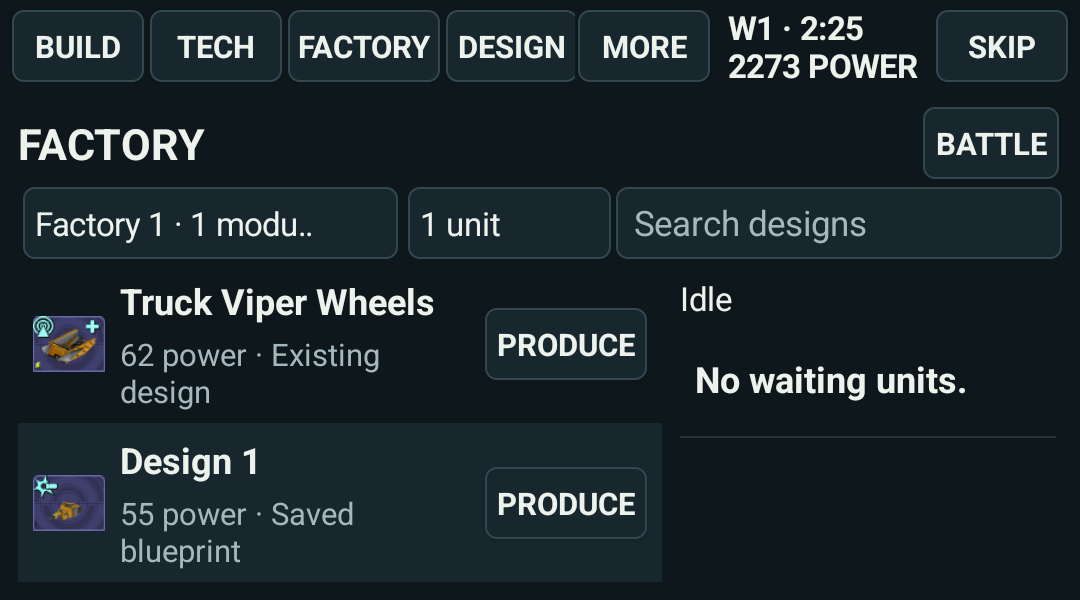 BUILD
TECH
FACTORY
DESIGN
MORE
W1 · 2:25
2273 POWER
SKIP
FACTORY
BATTLE
Factory 1 · 1 modu..
1 unit
Search designs
Truck Viper Wheels
62 power · Existing
design
PRODUCE
Idle
No waiting units.
Design 1
55 power · Saved
blueprint
PRODUCE